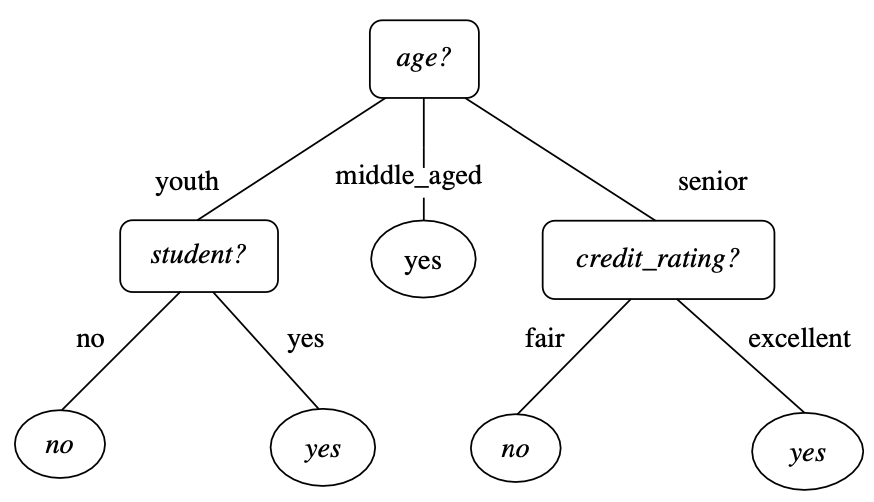 age?
youth
middle_aged
senior
student?
yes
credit_rating?
no
yes
fair
excellent
no
yes
no
yes